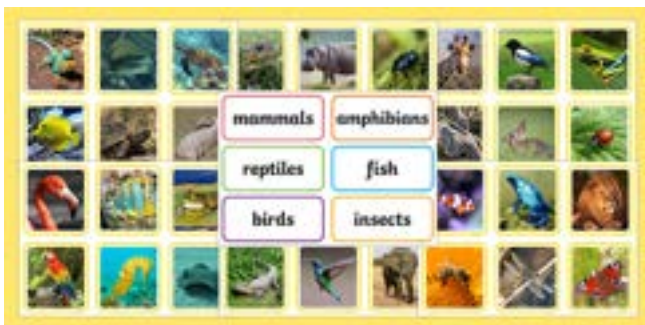 mammals
amphibians
reptiles
fish
birds
insects